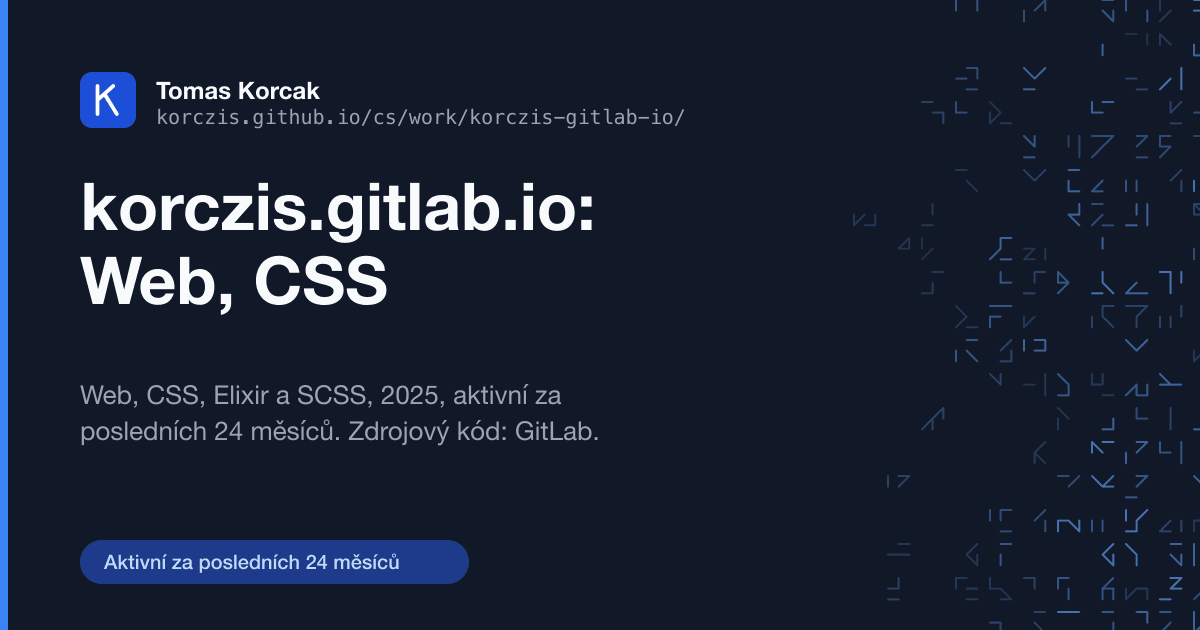 Tomas Korcak
korczis.github.io/cs/work/korczis-gitlab-io/
korczis.gitlab.io:
Web, CSS
Web, CSS, Elixir a SCSS, 2025, aktivní za
posledních 24 měsíců. Zdrojový kód: GitLab.
Aktivní za posledních 24 měsíců